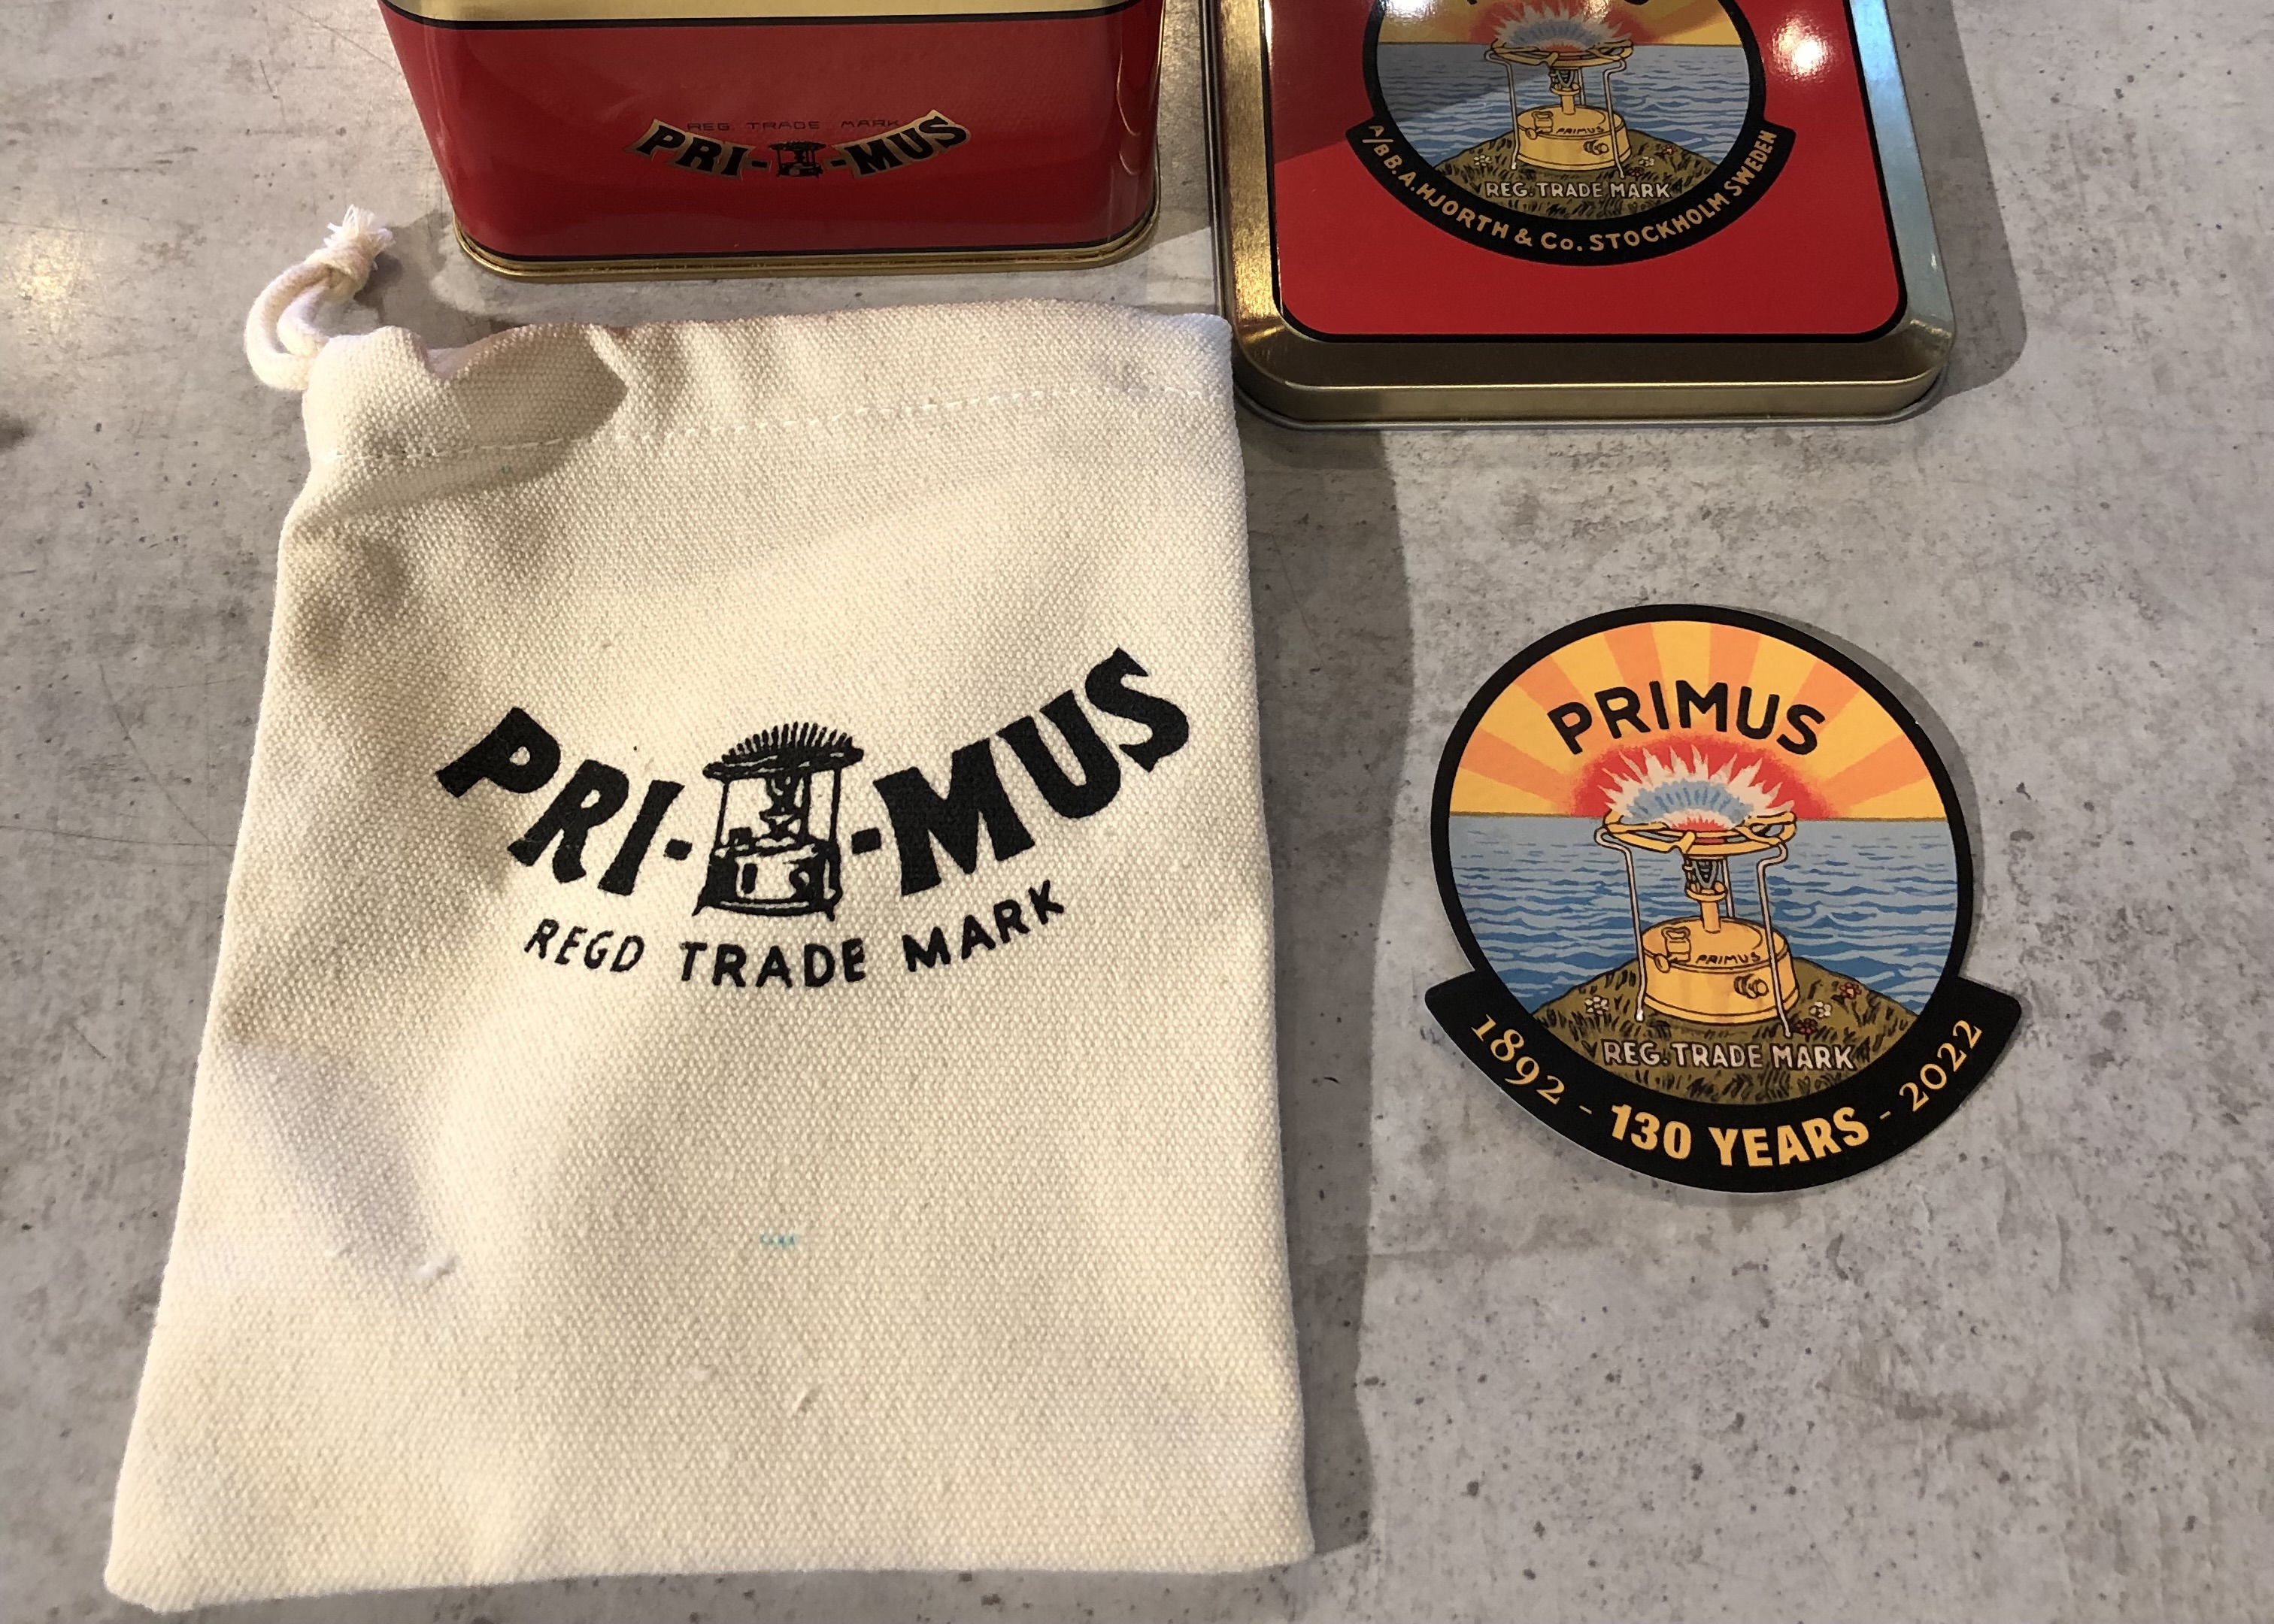 REG. TRADE MARK
PRI- -MUS
PRIMUS
REG. TRADE MARK
A/B B.A. HJORTH & Co. STOCKHOLM SWEDEN
PRI- -MUS
REGD TRADE MARK
PRIMUS
PRIMUS
REG. TRADE MARK
1892 - 130 YEARS - 2022